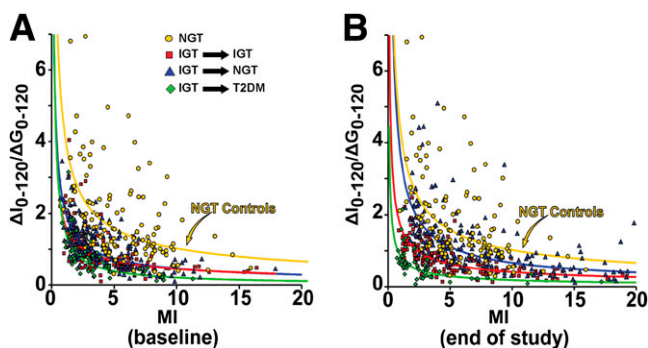 A
B
NGT
IGT → IGT
IGT → NGT
IGT → T2DM
ΔI0-120/ΔG0-120
6
4
2
1
0
NGT Controls
0
5
10
15
20
MI
(baseline)
ΔI0-120/ΔG0-120
6
4
2
1
0
NGT Controls
0
5
10
15
20
MI
(end of study)